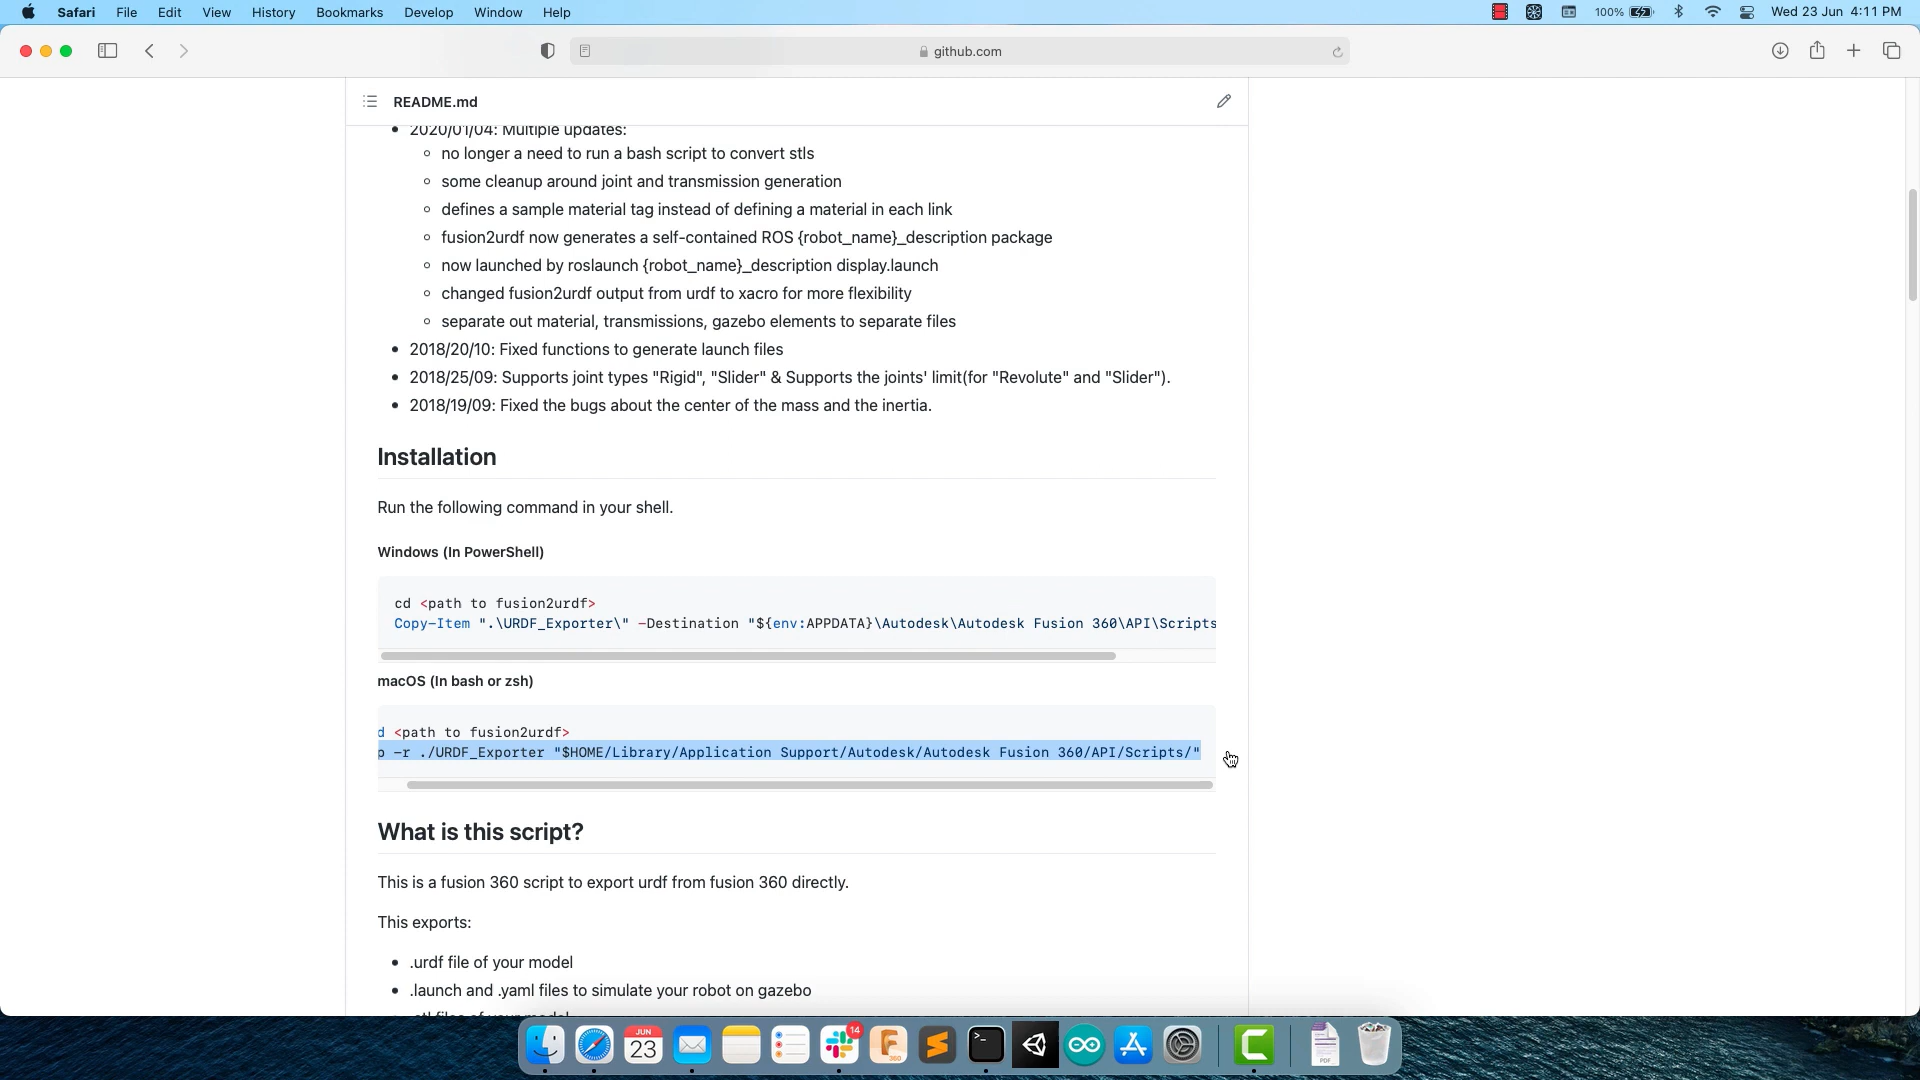 Safari File Edit View History Bookmarks Develop Window Help 100% Wed 23 Jun 4:11 PM
github.com
README.md
2020/01/04: Multiple updates:
no longer a need to run a bash script to convert stls
some cleanup around joint and transmission generation
defines a sample material tag instead of defining a material in each link
fusion2urdf now generates a self-contained ROS {robot_name}_description package
now launched by roslaunch {robot_name}_description display.launch
changed fusion2urdf output from urdf to xacro for more flexibility
separate out material, transmissions, gazebo elements to separate files
2018/20/10: Fixed functions to generate launch files
2018/25/09: Supports joint types "Rigid", "Slider" & Supports the joints' limit(for "Revolute" and "Slider").
2018/19/09: Fixed the bugs about the center of the mass and the inertia.
Installation
Run the following command in your shell.
Windows (In PowerShell)
cd <path to fusion2urdf>
Copy-Item ".\URDF_Exporter\" -Destination "${env:APPDATA}\Autodesk\Autodesk Fusion 360\API\Scripts
macOS (In bash or zsh)
d <path to fusion2urdf>
p -r ./URDF_Exporter "$HOME/Library/Application Support/Autodesk/Autodesk Fusion 360/API/Scripts/"
What is this script?
This is a fusion 360 script to export urdf from fusion 360 directly.
This exports:
.urdf file of your model
.launch and .yaml files to simulate your robot on gazebo
JUN
23
14
F
360
PDF